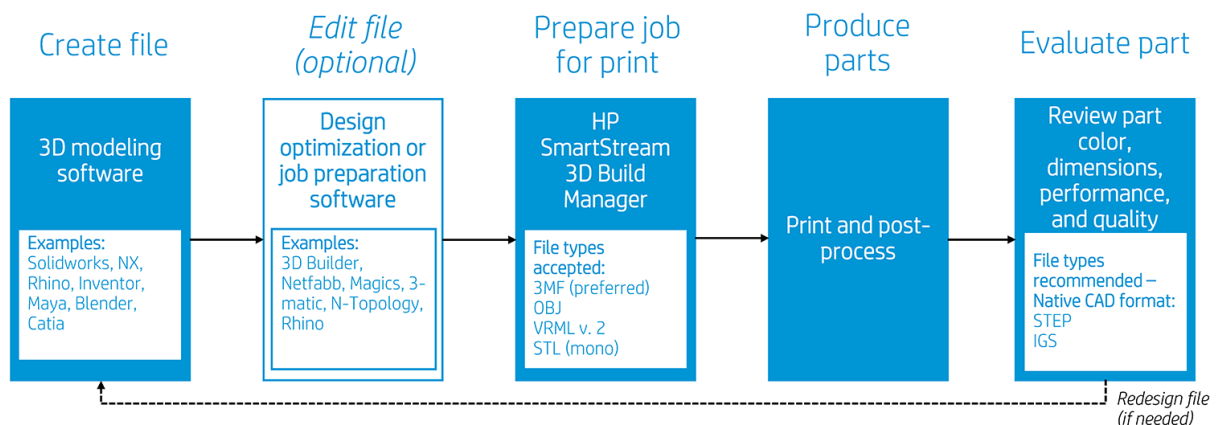 Create file
Edit file
(optional)
Prepare job
for print
Produce
parts
Evaluate part
3D modeling
software
Examples:
Solidworks, NX,
Rhino, Inventor,
Maya, Blender,
Catia
Design
optimization or
job preparation
software
Examples:
3D Builder,
Netfabb, Magics, 3-
matic, N-Topology,
Rhino
HP
SmartStream
3D Build
Manager
File types
accepted:
3MF (preferred)
OBJ
VRML v. 2
STL (mono)
Print and post-
process
Review part
color,
dimensions,
performance,
and quality
File types
recommended –
Native CAD format:
STEP
IGS
Redesign file
(if needed)